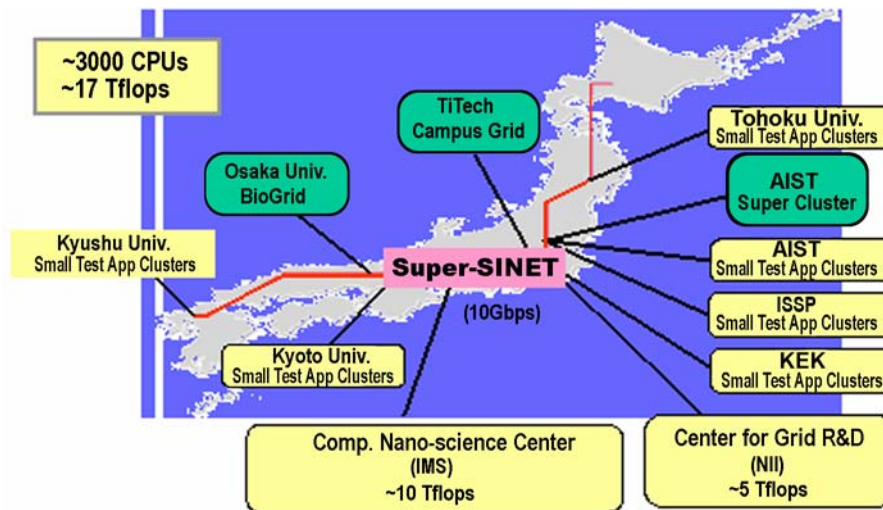 ~3000 CPUs
~17 Tflops
TiTech
Campus Grid
Osaka Univ.
BioGrid
Tohoku Univ.
Small Test App Clusters
AIST
Super Cluster
Kyushu Univ.
Small Test App Clusters
Super-SINET
(10Gbps)
AIST
Small Test App Clusters
ISSP
Small Test App Clusters
Kyoto Univ.
Small Test App Clusters
KEK
Small Test App Clusters
Comp. Nano-science Center
(IMS)
~10 Tflops
Center for Grid R&D
(NII)
~5 Tflops